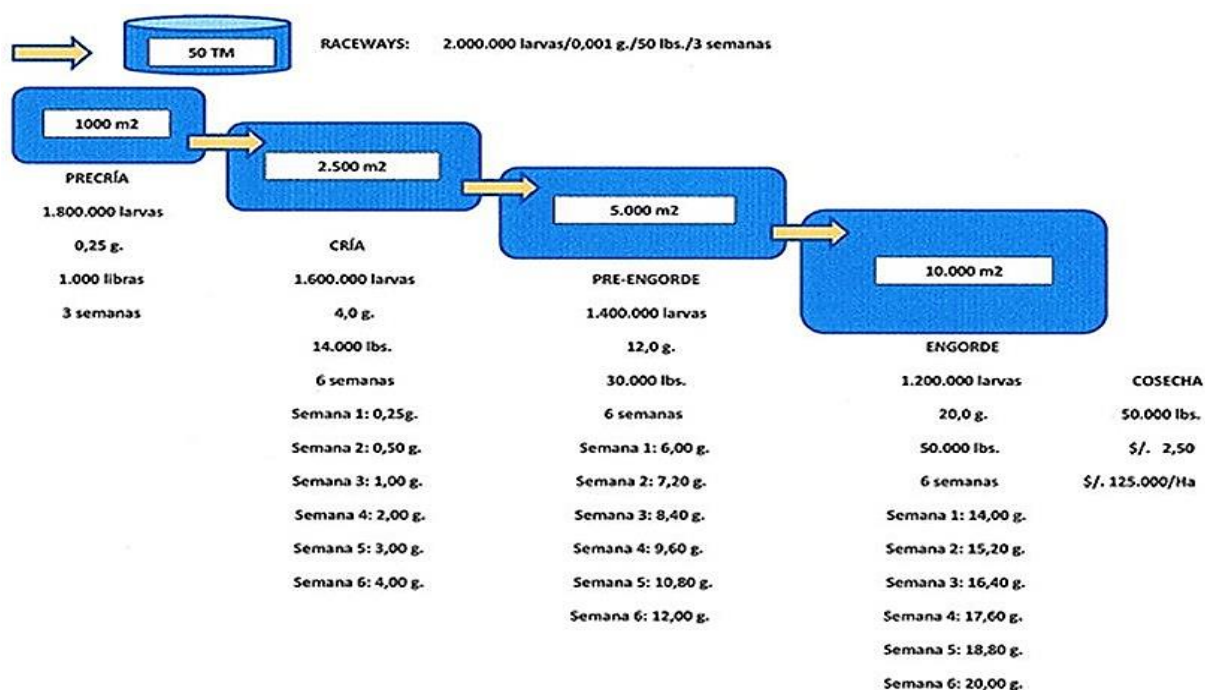 50 TM
RACEWAYS: 2.000.000 larvas/0,001 g./50 lbs./3 semanas
1000 m2
PRECRÍA
1.800.000 larvas
0,25 g.
1.000 libras
3 semanas
2.500 m2
CRÍA
1.600.000 larvas
4,0 g.
14.000 lbs.
6 semanas
Semana 1: 0,25g.
Semana 2: 0,50 g.
Semana 3: 1,00 g.
Semana 4: 2,00 g.
Semana 5: 3,00 g.
Semana 6: 4,00 g.
5.000 m2
PRE-ENGORDE
1.400.000 larvas
12,0 g.
30.000 lbs.
6 semanas
Semana 1: 6,00 g.
Semana 2: 7,20 g.
Semana 3: 8,40 g.
Semana 4: 9,60 g.
Semana 5: 10,80 g.
Semana 6: 12,00 g.
10.000 m2
ENGORDE
1.200.000 larvas
20,0 g.
50.000 lbs.
6 semanas
Semana 1: 14,00 g.
Semana 2: 15,20 g.
Semana 3: 16,40 g.
Semana 4: 17,60 g.
Semana 5: 18,80 g.
Semana 6: 20,00 g.
COSECHA
50.000 lbs.
$/. 2,50
$/. 125.000/Ha